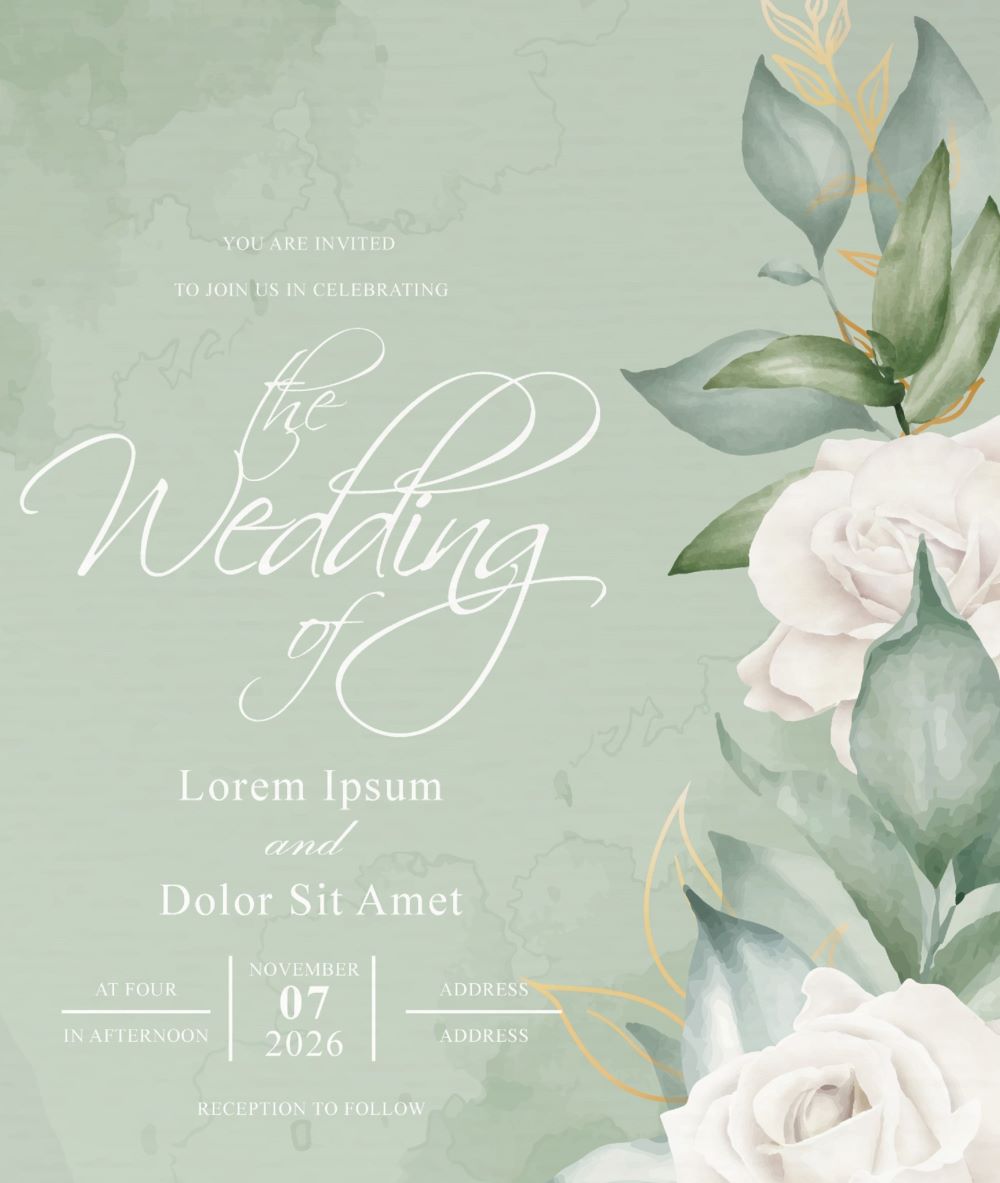 YOU ARE INVITED
TO JOIN US IN CELEBRATING
the
Wedding
of
Lorem Ipsum
and
Dolor Sit Amet
AT FOUR
IN AFTERNOON
NOVEMBER
07
2026
ADDRESS
ADDRESS
RECEPTION TO FOLLOW